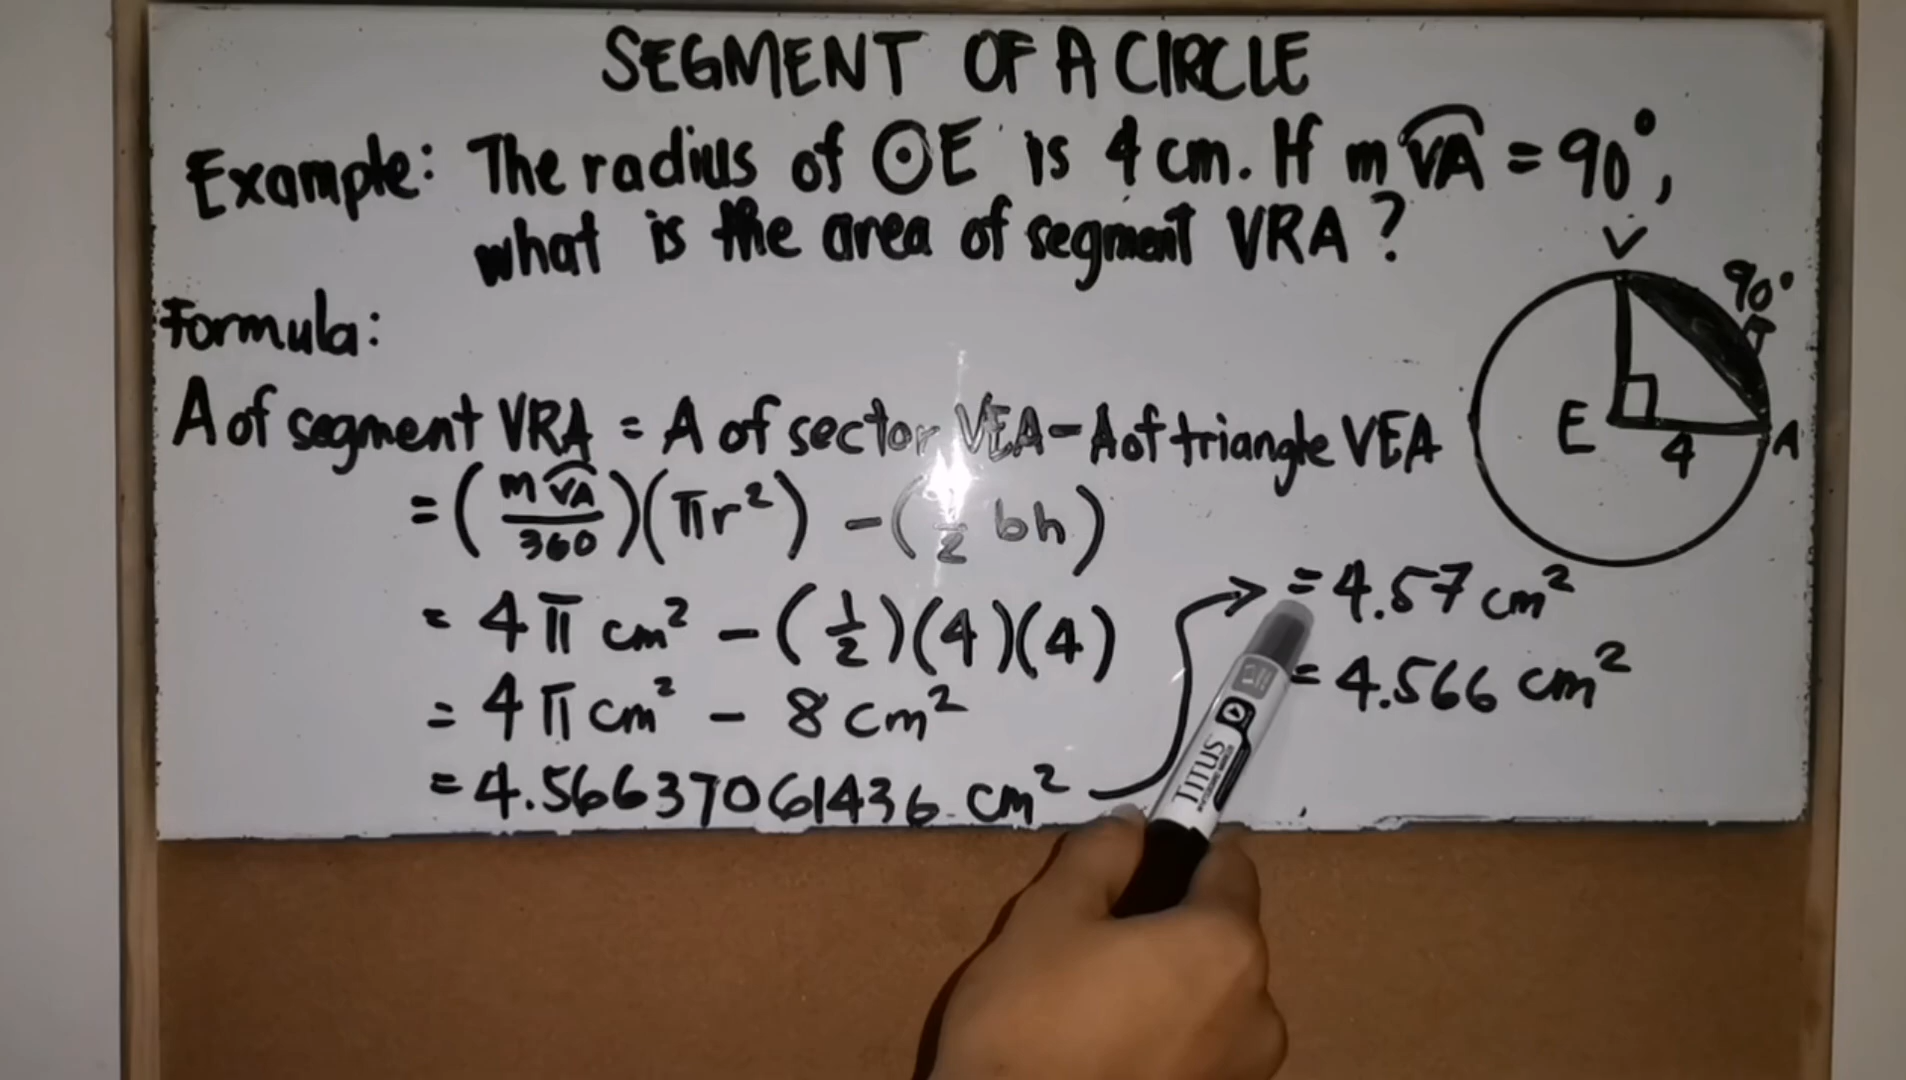 SEGMENT OF A CIRCLE
Example: The radius of ⊙E is 4 cm. If m VA = 90°,
what is the area of segment VRA?
Formula:
A of segment VRA = A of sector VEA - A of triangle VEA
= (m VA / 360)(πr²) - (1/2 bh)
= 4π cm² - (1/2)(4)(4)
= 4π cm² - 8 cm²
= 4.56637061436 cm²
= 4.57 cm²
= 4.566 cm²
V
90°
R
E
4
A
TITUS